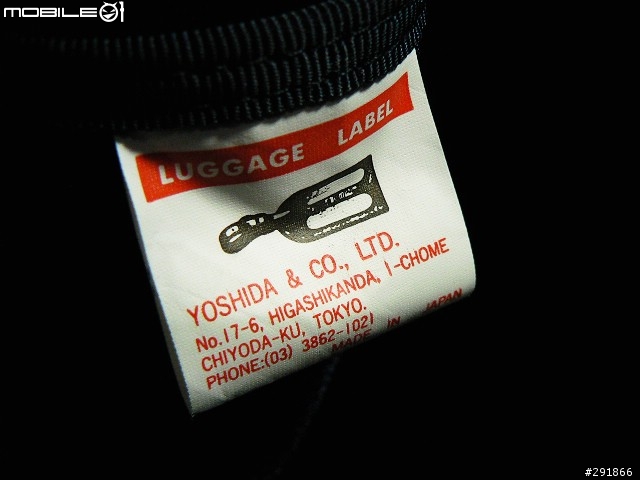 MOBILE01
LUGGAGE LABEL
YOSHIDA & CO., LTD.
No.17-6, HIGASHIKANDA, 1-CHOME
CHIYODA-KU, TOKYO.
PHONE:(03) 3862-1021
MADE IN JAPAN
#291866